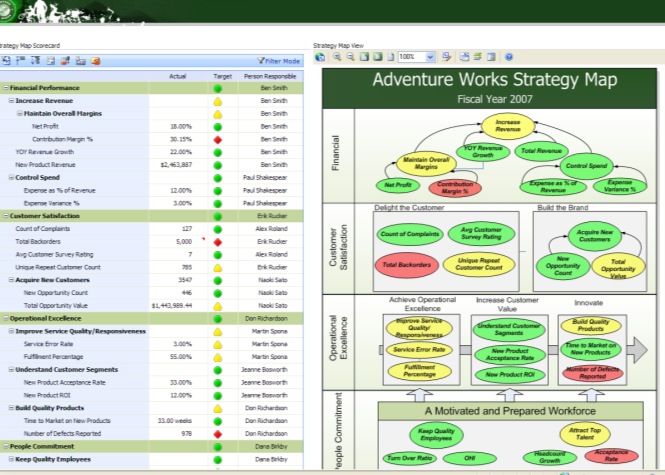 Strategy Map Scorecard
Filter Mode
Actual Target Person Responsible
Financial Performance Ben Smith
Increase Revenue Ben Smith
Maintain Overall Margins Ben Smith
Net Profit 18.00% Ben Smith
Contribution Margin % 30.15% Ben Smith
YOY Revenue Growth 22.00% Ben Smith
New Product Revenue $2,463,887 Ben Smith
Control Spend Paul Shakespear
Expense as % of Revenue 12.00% Paul Shakespear
Expense Variance % 3.00% Paul Shakespear
Customer Satisfaction Erik Rucker
Count of Complaints 127 Alex Roland
Total Backorders 5,000 Erik Rucker
Avg Customer Survey Rating 7 Alex Roland
Unique Repeat Customer Count 785 Erik Rucker
Acquire New Customers 3547 Naoki Sato
New Opportunity Count 446 Naoki Sato
Total Opportunity Value $1,443,989.44 Naoki Sato
Operational Excellence Don Richardson
Improve Service Quality/Responsiveness Martin Spona
Service Error Rate 3.00% Martin Spona
Fulfillment Percentage 55.00% Martin Spona
Understand Customer Segments Jeanne Bosworth
New Product Acceptance Rate 33.00% Jeanne Bosworth
New Product ROI 12.00% Jeanne Bosworth
Build Quality Products Don Richardson
Time to Market on New Products 33.00 weeks Don Richardson
Number of Defects Reported 978 Don Richardson
People Commitment Dana Birkby
Keep Quality Employees Dana Birkby
Strategy Map View
100%
Adventure Works Strategy Map
Fiscal Year 2007
Financial
Increase
Revenue
YOY Revenue
Growth
Total Revenue
Maintain Overall
Margins
Control Spend
Net Profit
Contribution
Margin %
Expense as % of
Revenue
Expense
Variance %
Customer
Satisfaction
Delight the Customer
Build the Brand
Count of Complaints
Avg Customer
Survey Rating
Acquire New
Customers
Total Backorders
Unique Repeat
Customer Count
New
Opportunity
Count
Total
Opportunity
Value
Operational
Excellence
Achieve Operational
Excellence
Increase Customer
Value
Innovate
Improve Service
Quality/
Responsiveness
Understand Customer
Segments
Build Quality
Products
Service Error Rate
New Product
Acceptance Rate
Time to Market on
New Products
Fulfillment
Percentage
New Product ROI
Number of Defects
Reported
People Commitment
A Motivated and Prepared Workforce
Keep Quality
Employees
Attract Top
Talent
Turn Over Ratio
OHI
Headcount
Growth
Acceptance
Rate